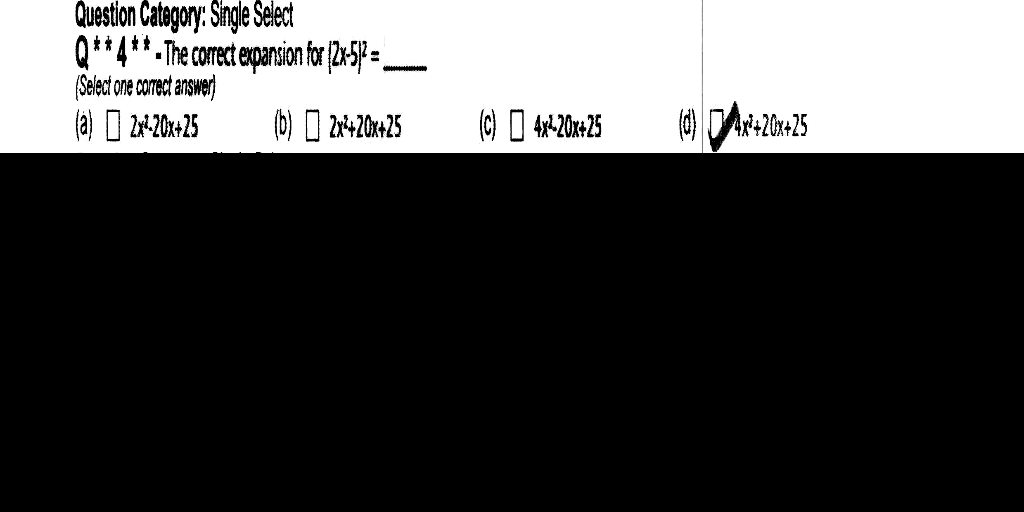 Question Category: Single Select
Q * * 4 * * - The correct expansion for (2x-5)² = ____
(Select one correct answer)
(a) ☐ 2x²-20x+25 (b) ☐ 2x²+20x+25 (c) ☐ 4x²-20x+25 (d) ☑ 4x²+20x+25